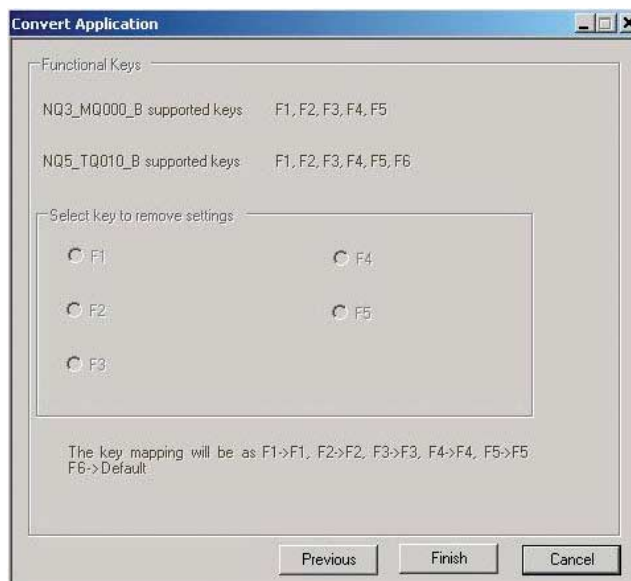 Convert Application
Functional Keys
NQ3_MQ000_B supported keys F1, F2, F3, F4, F5
NQ5_TQ010_B supported keys F1, F2, F3, F4, F5, F6
Select key to remove settings
F1 F4
F2 F5
F3
The key mapping will be as F1->F1, F2->F2, F3->F3, F4->F4, F5->F5
F6->Default
Previous Finish Cancel